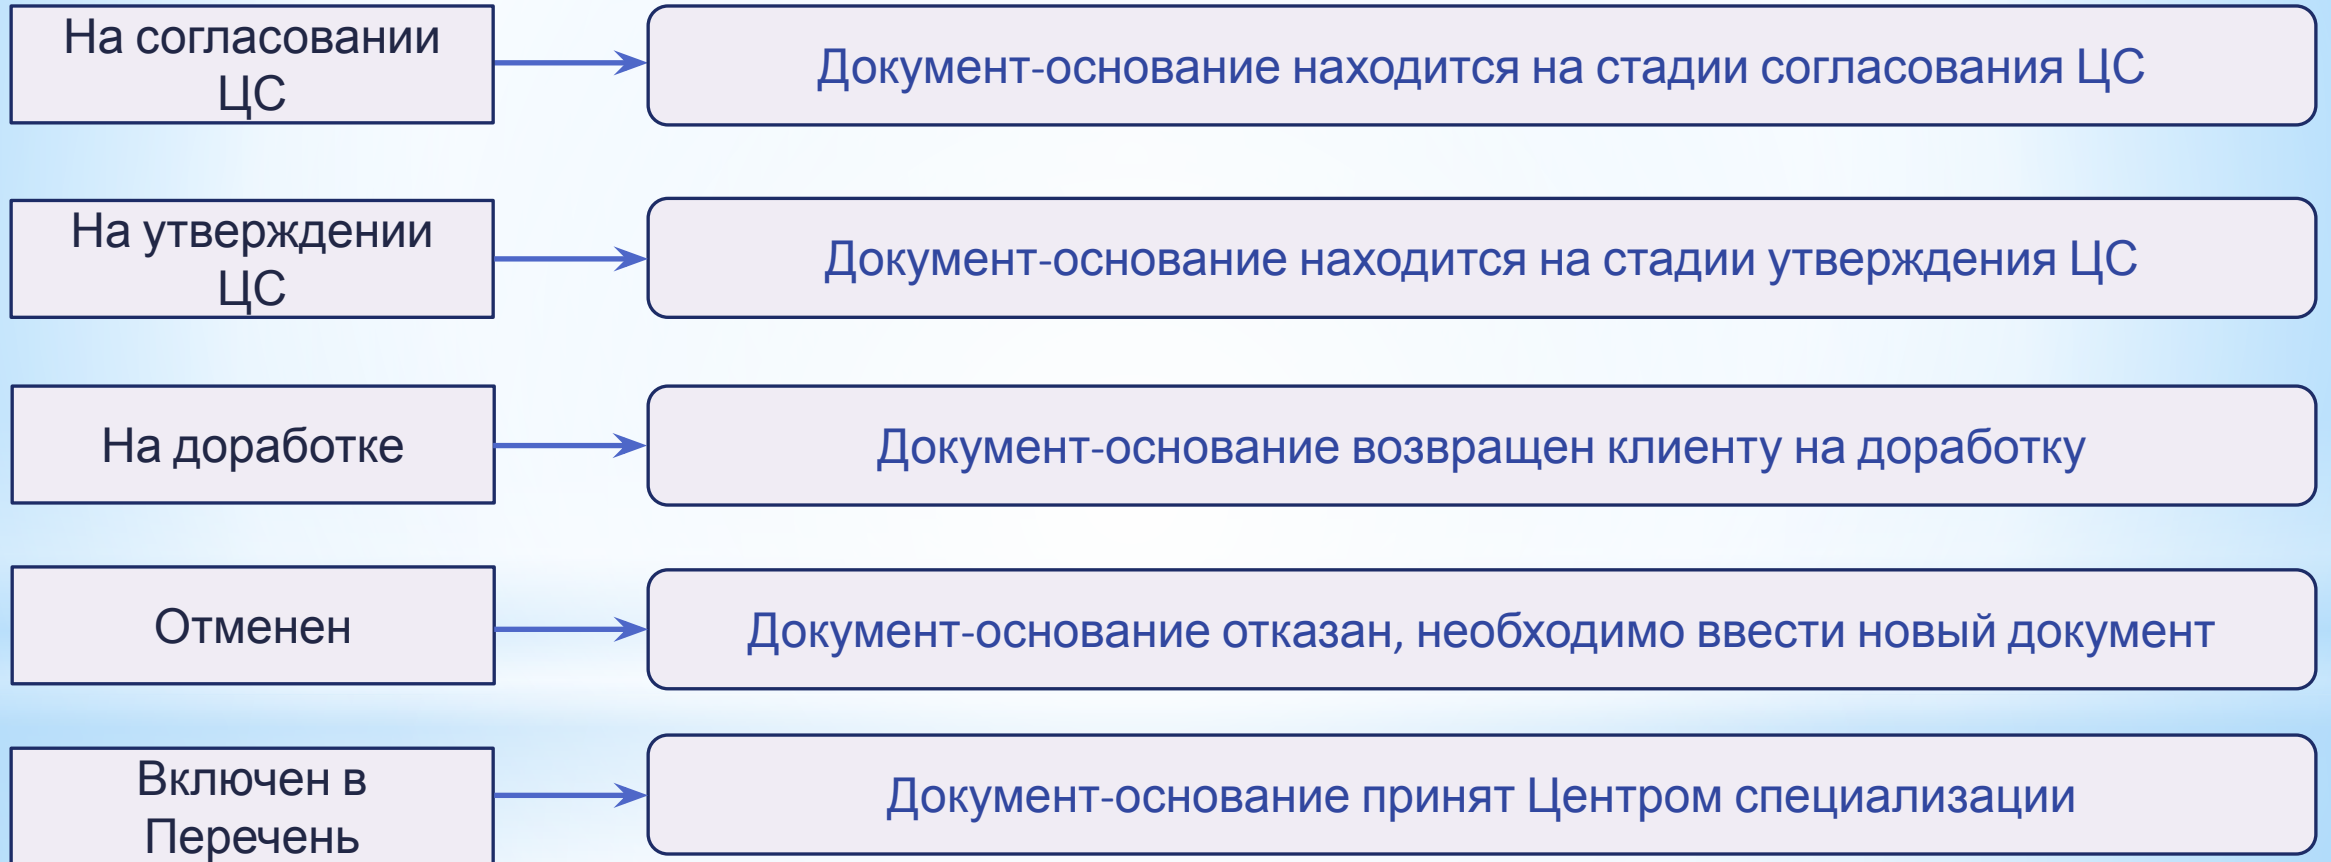 На согласовании
ЦС
Документ-основание находится на стадии согласования ЦС
На утверждении
ЦС
Документ-основание находится на стадии утверждения ЦС
На доработке
Документ-основание возвращен клиенту на доработку
Отменен
Документ-основание отказан, необходимо ввести новый документ
Включен в
Перечень
Документ-основание принят Центром специализации